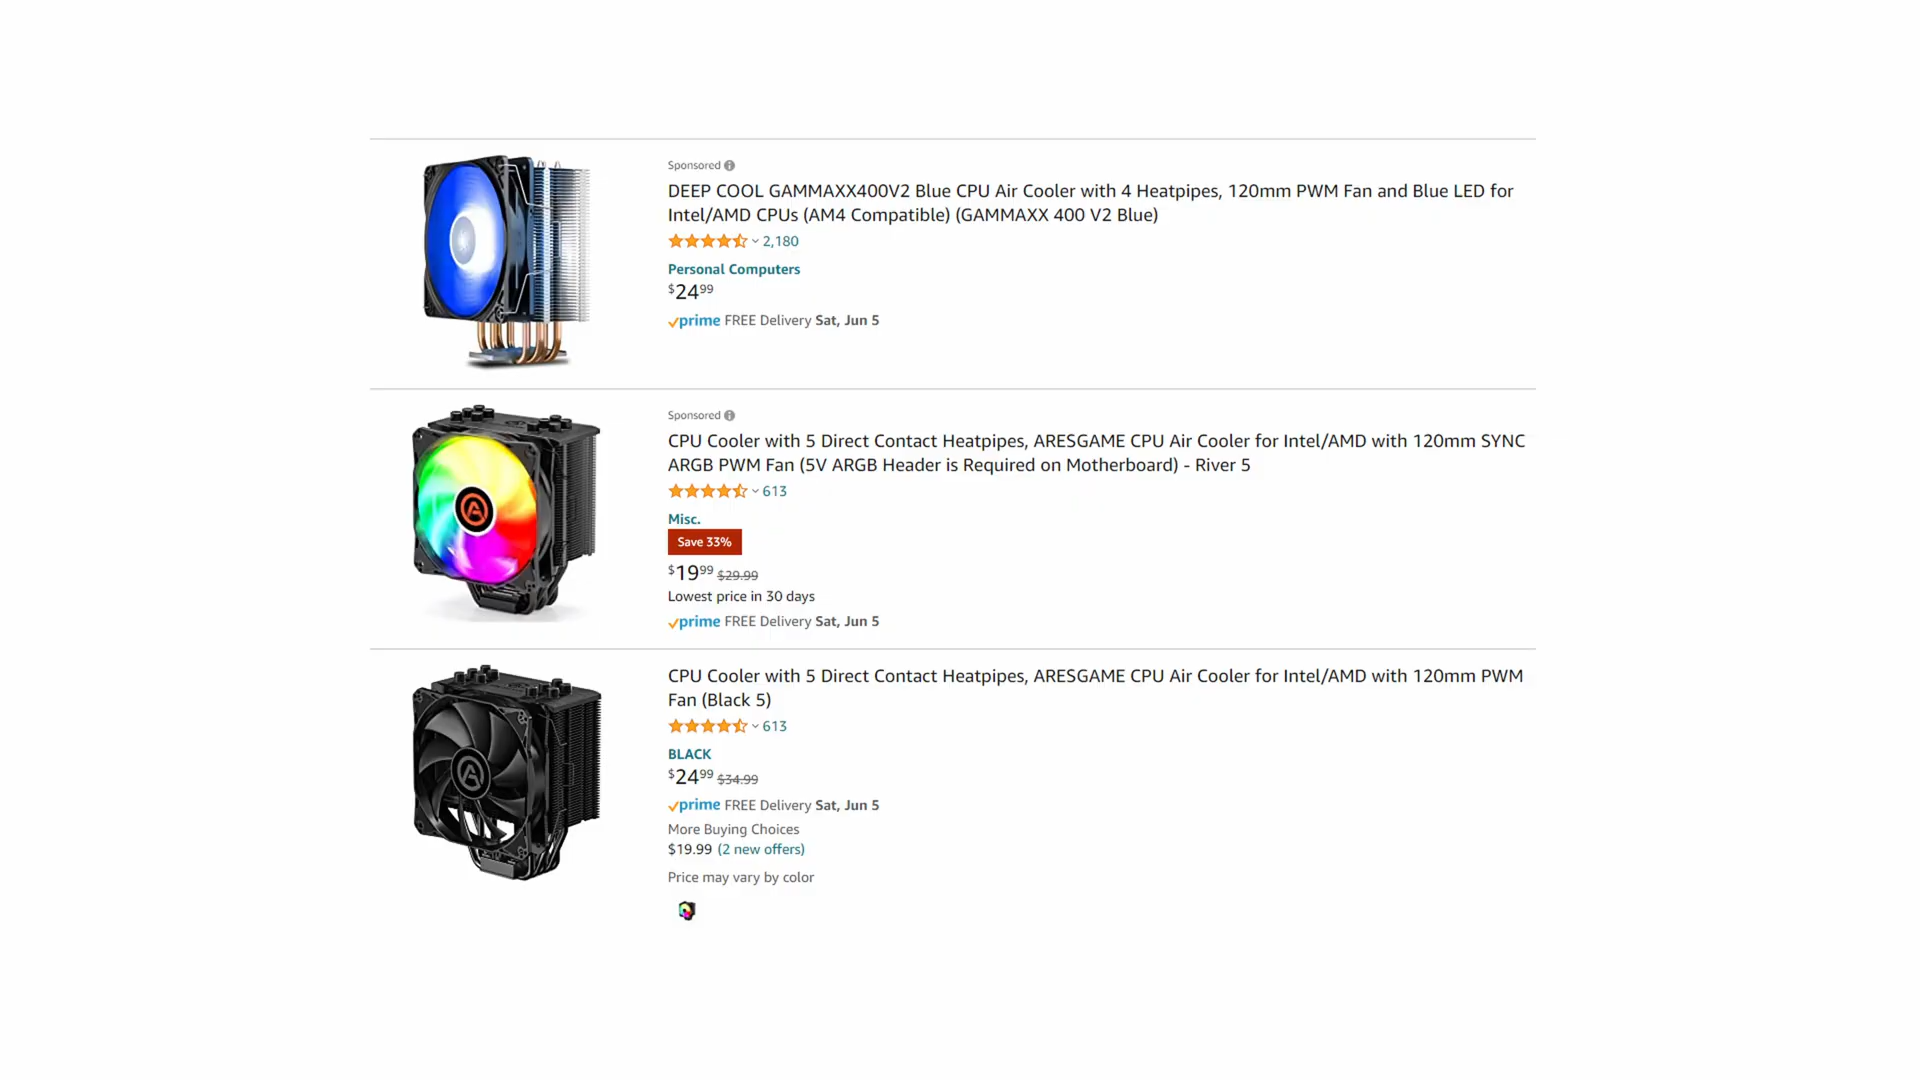 Sponsored
DEEP COOL GAMMAXX400V2 Blue CPU Air Cooler with 4 Heatpipes, 120mm PWM Fan and Blue LED for
Intel/AMD CPUs (AM4 Compatible) (GAMMAXX 400 V2 Blue)
2,180
Personal Computers
$24.99
prime FREE Delivery Sat, Jun 5
Sponsored
CPU Cooler with 5 Direct Contact Heatpipes, ARESGAME CPU Air Cooler for Intel/AMD with 120mm SYNC
ARGB PWM Fan (5V ARGB Header is Required on Motherboard) - River 5
613
Misc.
Save 33%
$19.99 $29.99
Lowest price in 30 days
prime FREE Delivery Sat, Jun 5
CPU Cooler with 5 Direct Contact Heatpipes, ARESGAME CPU Air Cooler for Intel/AMD with 120mm PWM
Fan (Black 5)
613
BLACK
$24.99 $34.99
prime FREE Delivery Sat, Jun 5
More Buying Choices
$19.99 (2 new offers)
Price may vary by color